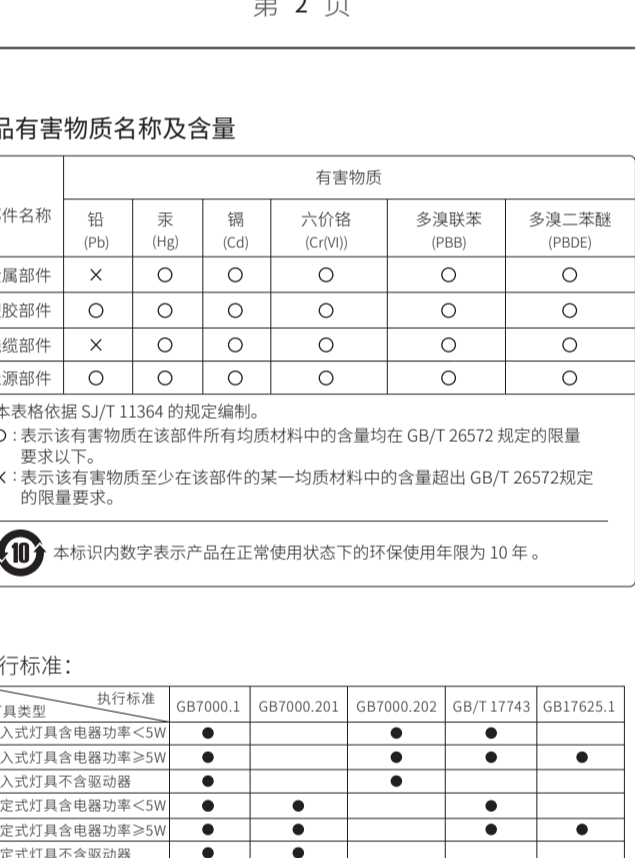 第 2 页
品有害物质名称及含量
有害物质
件名称 铅 汞 镉 六价铬 多溴联苯 多溴二苯醚
(Pb) (Hg) (Cd) (Cr(VI)) (PBB) (PBDE)
属部件 × ○ ○ ○ ○ ○
胶部件 ○ ○ ○ ○ ○ ○
缆部件 × ○ ○ ○ ○ ○
源部件 ○ ○ ○ ○ ○ ○
本表格依据 SJ/T 11364 的规定编制。
○：表示该有害物质在该部件所有均质材料中的含量均在 GB/T 26572 规定的限量
要求以下。
×：表示该有害物质至少在该部件的某一均质材料中的含量超出 GB/T 26572规定
的限量要求。
10 本标识内数字表示产品在正常使用状态下的环保使用年限为 10 年 。
行标准：
执行标准 GB7000.1 GB7000.201 GB7000.202 GB/T 17743 GB17625.1
具类型
入式灯具含电器功率＜5W ● ● ●
入式灯具含电器功率≥5W ● ● ● ●
入式灯具不含驱动器 ● ●
定式灯具含电器功率＜5W ● ● ●
定式灯具含电器功率≥5W ● ● ● ●
定式灯具不含驱动器 ● ●